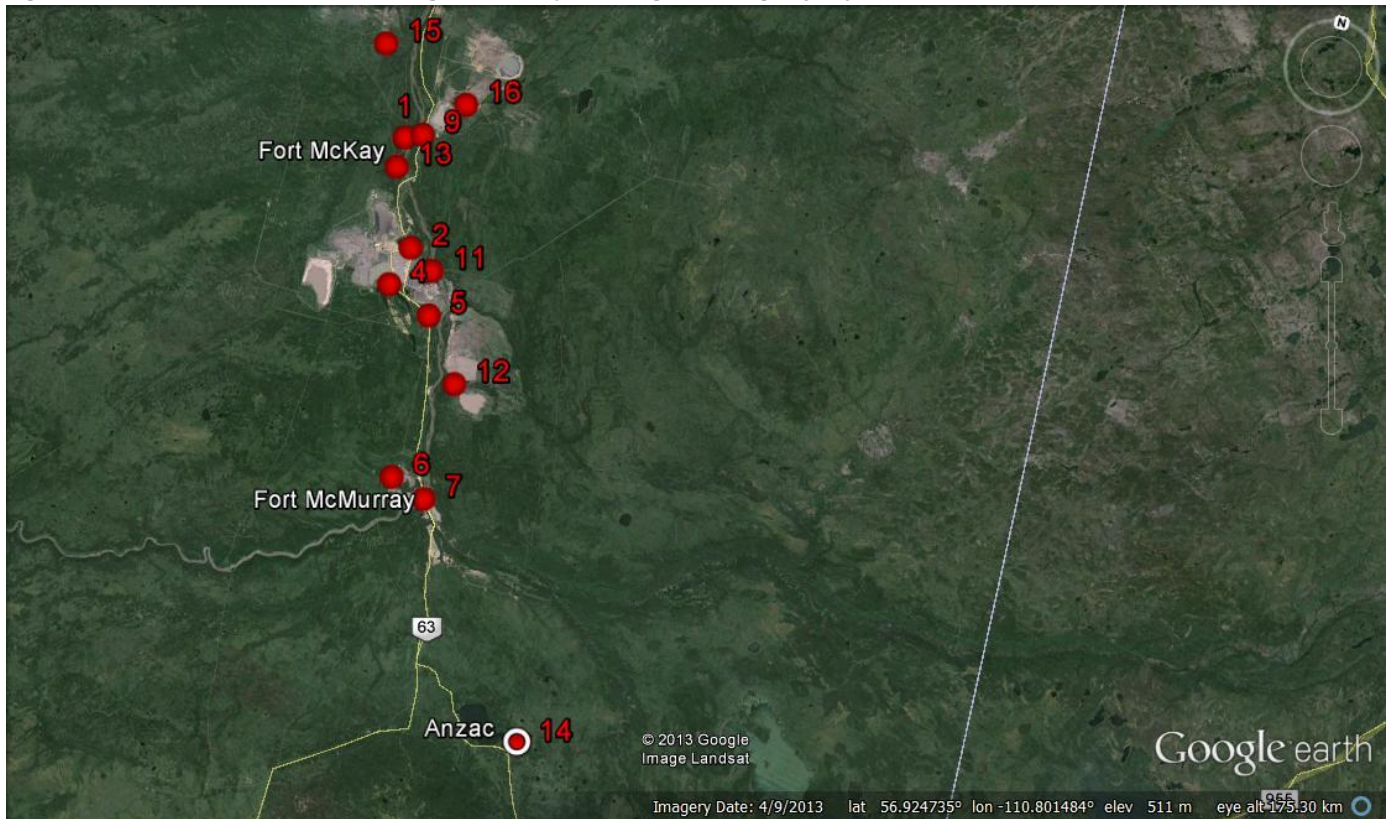 15
N
16
1
9
Fort McKay
13
2
11
4
5
12
6
Fort McMurray
7
63
Anzac
14
© 2013 Google
Image Landsat
Google earth
955
Imagery Date: 4/9/2013 lat 56.924735° lon -110.801484° elev 511 m eye alt 175.30 km